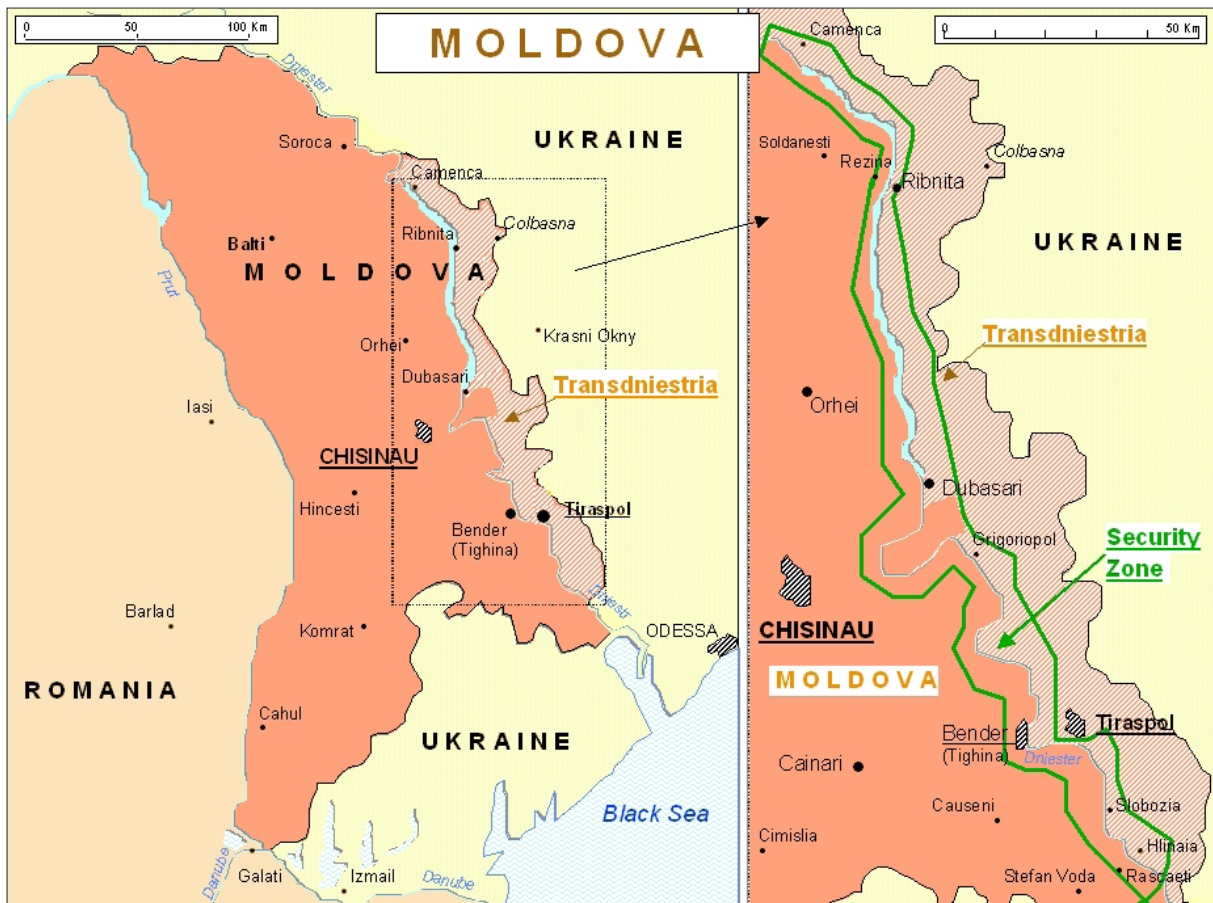 MOLDOVA
0 50 100 Km
Dniester
Soroca
UKRAINE
Camenca
Ribnita
Colbasna
Balti
MOLDOVA
Prut
Krasni Okny
Orhei
Dubasari
Transdniestria
Iasi
CHISINAU
Hincesti
Bender
(Tighina)
Tiraspol
Dniestr
Barlad
Komrat
ODESSA
ROMANIA
Cahul
UKRAINE
Black Sea
Danube
Galati
Izmail
Danube
0 50 Km
Camenca
Soldanesti
Rezina
Colbasna
Ribnita
UKRAINE
Transdniestria
Orhei
Dubasari
Grigoriopol
Security
Zone
CHISINAU
MOLDOVA
Bender
(Tighina)
Tiraspol
Dniester
Cainari
Causeni
Slobozia
Cimislia
Hlinaia
Stefan Voda
Rascaeti